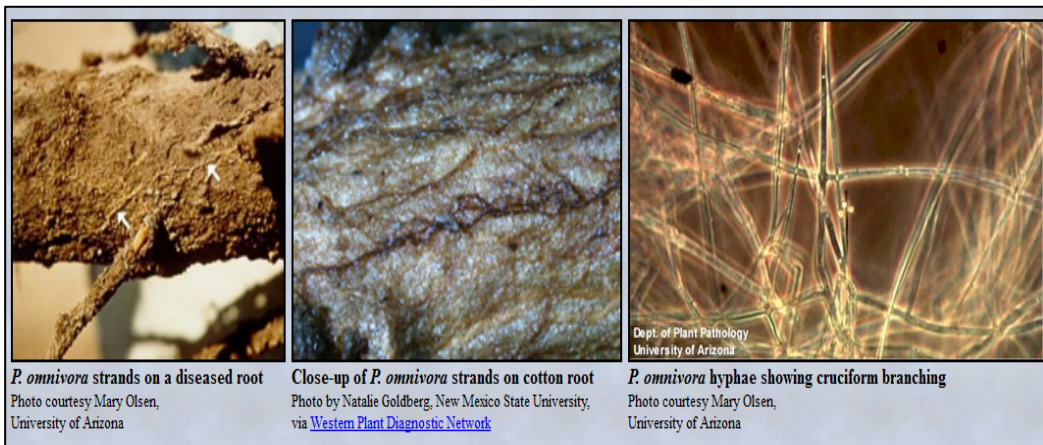 Dept. of Plant Pathology
University of Arizona
P. omnivora strands on a diseased root
Photo courtesy Mary Olsen,
University of Arizona
Close-up of P. omnivora strands on cotton root
Photo by Natalie Goldberg, New Mexico State University,
via Western Plant Diagnostic Network
P. omnivora hyphae showing cruciform branching
Photo courtesy Mary Olsen,
University of Arizona